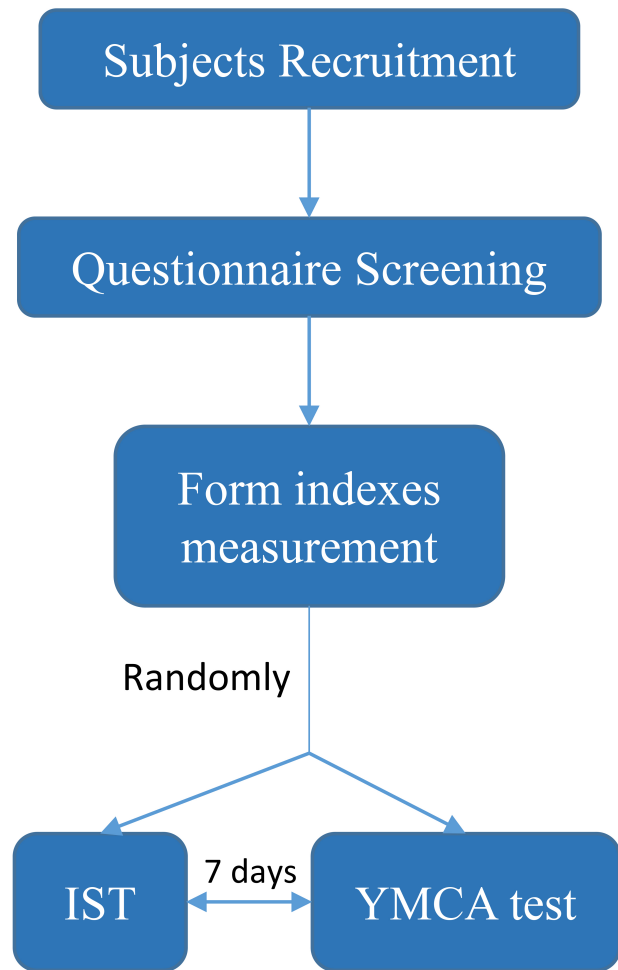 Subjects Recruitment
Questionnaire Screening
Form indexes
measurement
Randomly
IST
7 days
YMCA test